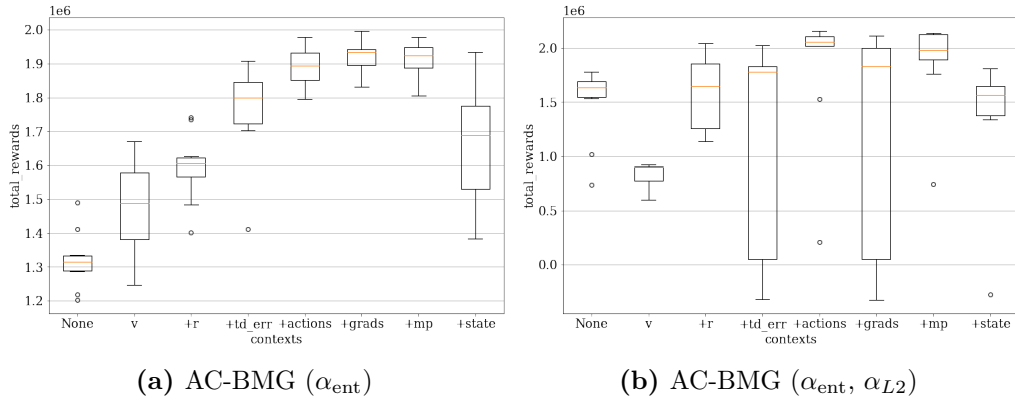 1e6
2.0
1.9
1.8
1.7
1.6
1.5
1.4
1.3
1.2
total_rewards
None v +r +td_err +actions +grads +mp +state
contexts
(a) AC-BMG (αent)
1e6
2.0
1.5
1.0
0.5
0.0
total_rewards
None v +r +td_err +actions +grads +mp +state
contexts
(b) AC-BMG (αent, αL2)